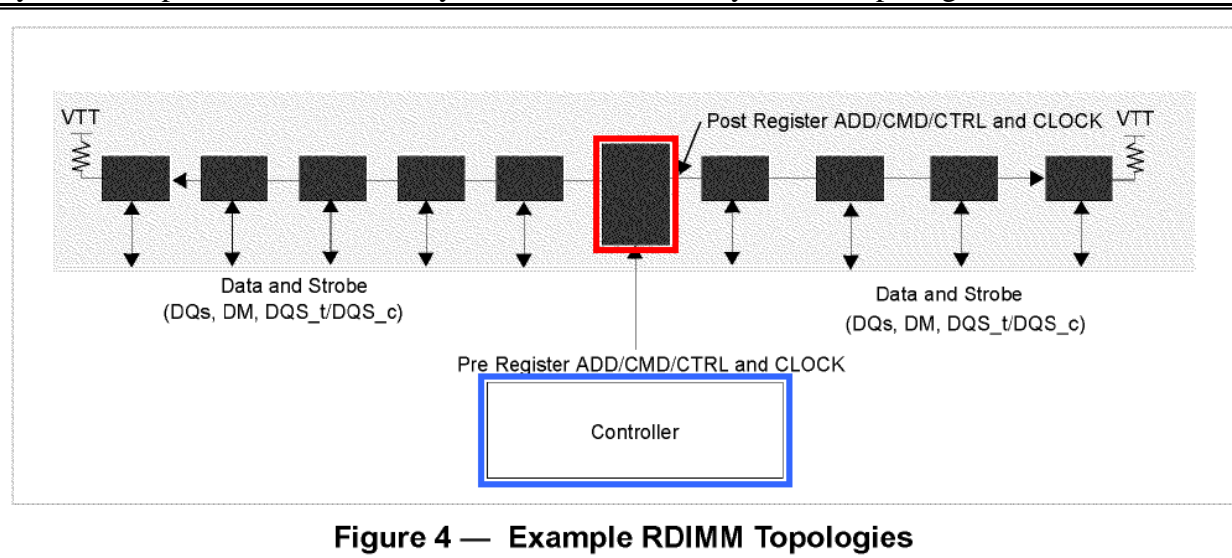 VTT
Post Register ADD/CMD/CTRL and CLOCK
VTT
Data and Strobe
(DQs, DM, DQS_t/DQS_c)
Data and Strobe
(DQs, DM, DQS_t/DQS_c)
Pre Register ADD/CMD/CTRL and CLOCK
Controller
Figure 4 — Example RDIMM Topologies